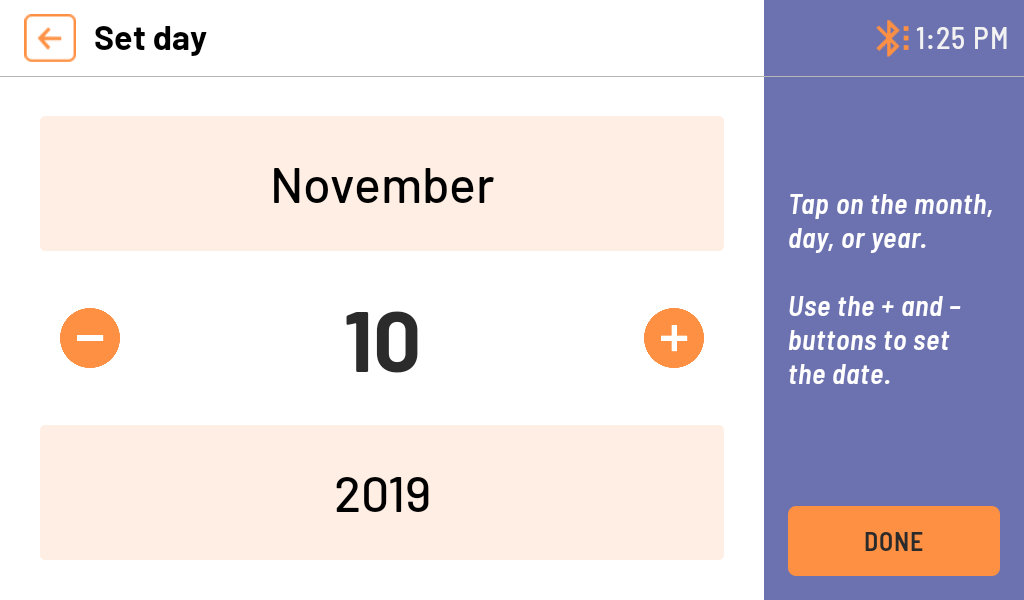 Set day
1:25 PM
November
10
2019
Tap on the month,
day, or year.
Use the + and –
buttons to set
the date.
DONE